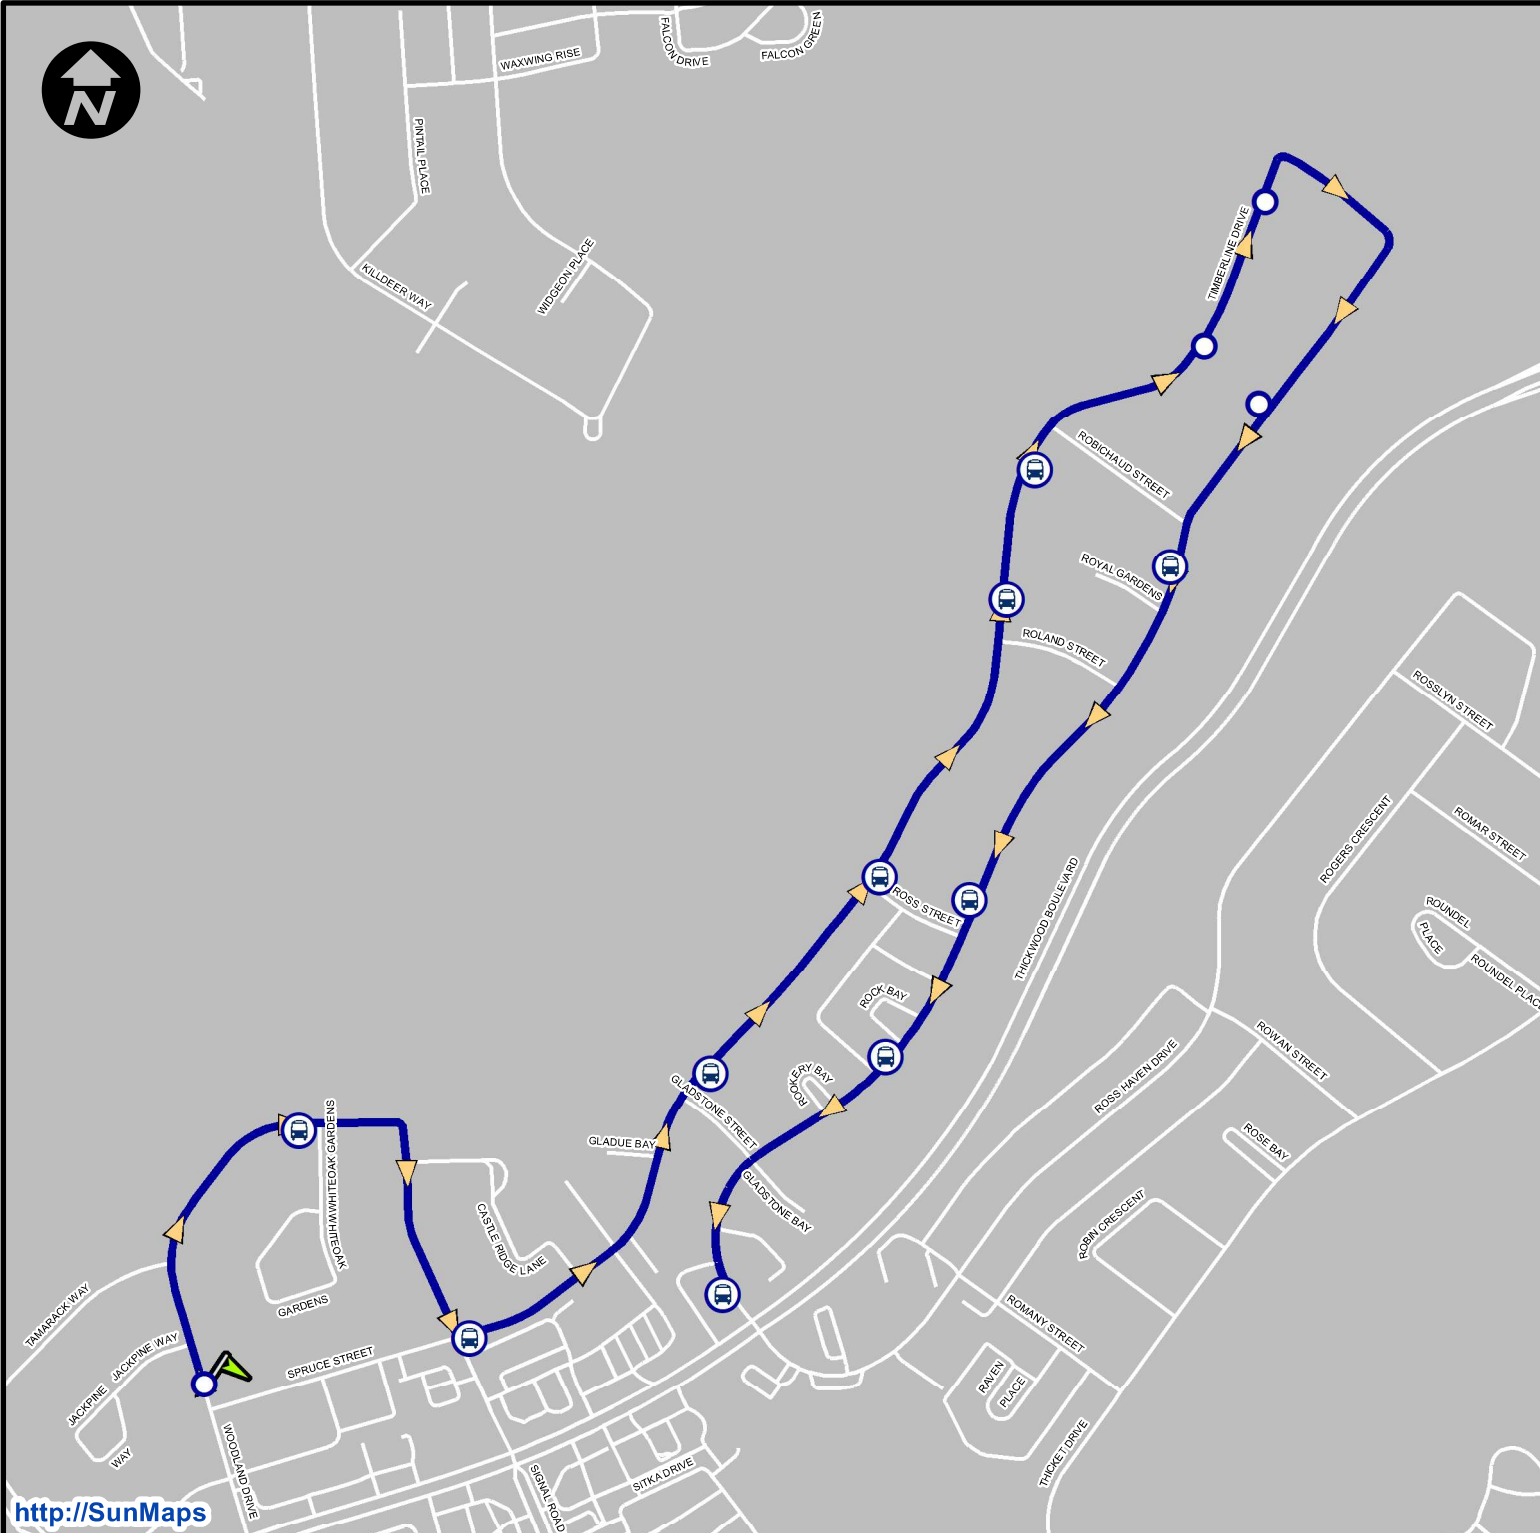 N
WAXWING RISE
FALCON DRIVE
FALCON GREEN
PINTAIL PLACE
KILLDEER WAY
WIDGEON PLACE
TIMBERLINE DRIVE
ROBICHAUD STREET
ROYAL GARDENS
ROLAND STREET
ROSSLYN STREET
ROMAR STREET
ROGERS CRESCENT
ROUNDEL
PLACE
ROUNDEL PLACE
ROSS STREET
THICKWOOD BOULEVARD
ROCK BAY
ROOKERY BAY
ROWAN STREET
ROSS HAVEN DRIVE
ROSE BAY
ROBIN CRESCENT
GLADSTONE STREET
GLADUE BAY
GLADSTONE BAY
WHITEOAK GARDENS
WHITEOAK
GARDENS
CASTLE RIDGE LANE
TAMARACK WAY
JACKPINE WAY
JACKPINE
WAY
SPRUCE STREET
WOODLAND DRIVE
SIGNAL ROAD
SITKA DRIVE
ROMANY STREET
RAVEN
PLACE
THICKET DRIVE
http://SunMaps